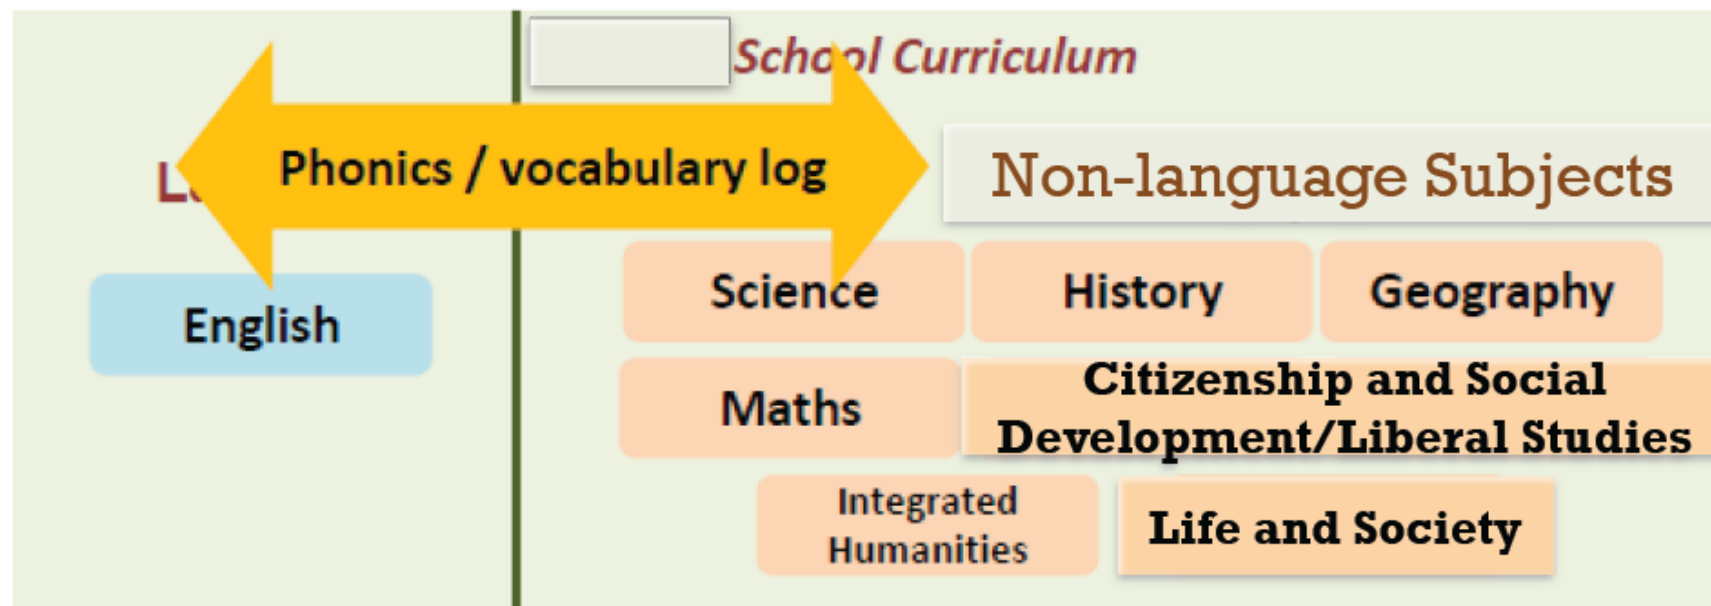 School Curriculum
Phonics / vocabulary log
Non-language Subjects
English
Science
History
Geography
Maths
Citizenship and Social
Development/Liberal Studies
Integrated
Humanities
Life and Society